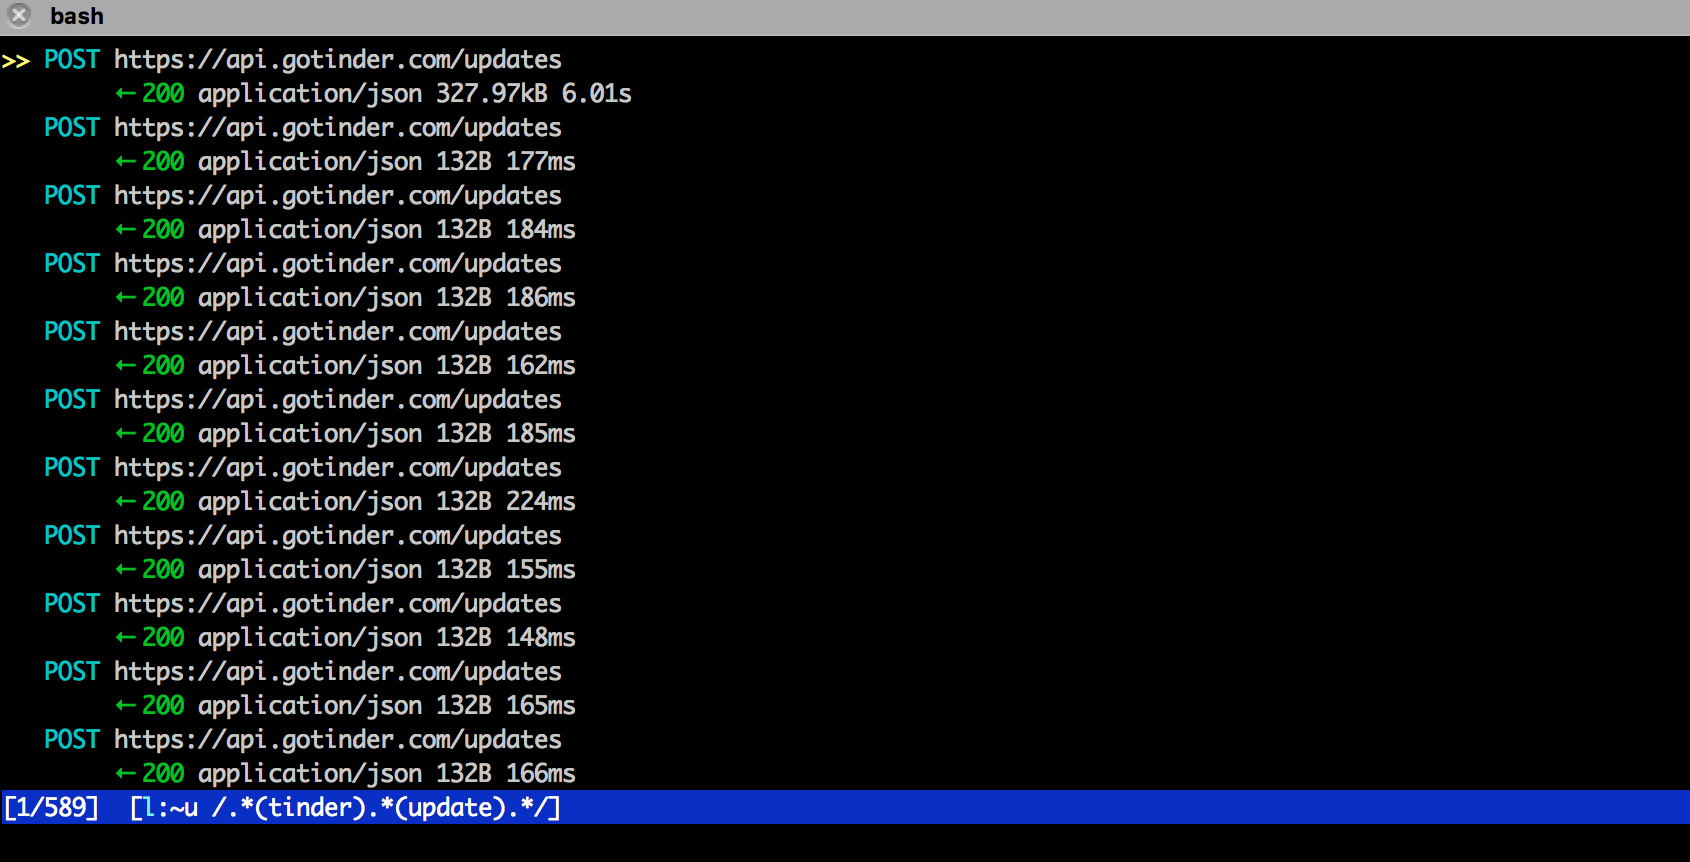 bash
>> POST https://api.gotinder.com/updates
← 200 application/json 327.97kB 6.01s
POST https://api.gotinder.com/updates
← 200 application/json 132B 177ms
POST https://api.gotinder.com/updates
← 200 application/json 132B 184ms
POST https://api.gotinder.com/updates
← 200 application/json 132B 186ms
POST https://api.gotinder.com/updates
← 200 application/json 132B 162ms
POST https://api.gotinder.com/updates
← 200 application/json 132B 185ms
POST https://api.gotinder.com/updates
← 200 application/json 132B 224ms
POST https://api.gotinder.com/updates
← 200 application/json 132B 155ms
POST https://api.gotinder.com/updates
← 200 application/json 132B 148ms
POST https://api.gotinder.com/updates
← 200 application/json 132B 165ms
POST https://api.gotinder.com/updates
← 200 application/json 132B 166ms
[1/589] [l:~u /.*(tinder).*(update).*/]